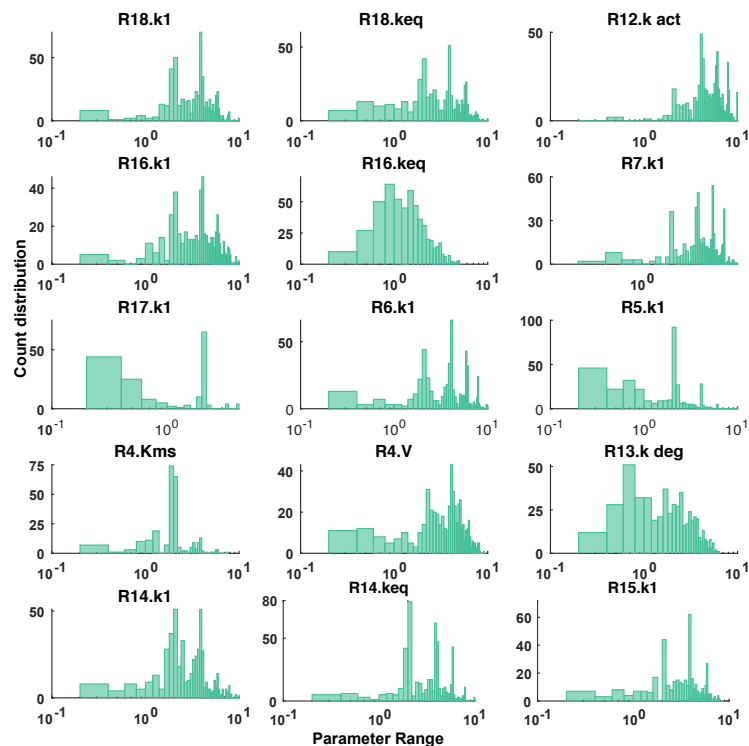 R18.k1 R18.keq R12.k act
50 0 50 0 50 0
10^-1 10^0 10^1 10^-1 10^0 10^1 10^-1 10^0 10^1
R16.k1 R16.keq R7.k1
40 20 0 75 50 25 0 60 30 0
10^-1 10^0 10^1 10^-1 10^0 10^1 10^0
R17.k1 R6.k1 R5.k1
50 0 50 0 100 50 0
10^-1 10^0 10^-1 10^0 10^1 10^-1 10^0 10^1
R4.Kms R4.V R13.k deg
75 50 25 0 40 20 0 50 25 0
10^-1 10^0 10^1 10^-1 10^0 10^1 10^-1 10^0 10^1
R14.k1 R14.keq R15.k1
50 0 80 50 0 60 40 20 0
10^-1 10^0 10^1 10^-1 10^0 10^1 10^-1 10^0 10^1
Count distribution
Parameter Range